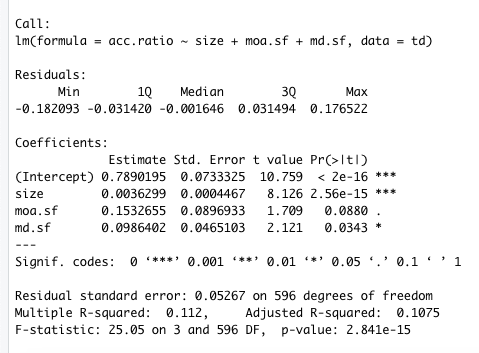 Call:
lm(formula = acc.ratio ~ size + moa.sf + md.sf, data = td)
Residuals:
Min 1Q Median 3Q Max
-0.182093 -0.031420 -0.001646 0.031494 0.176522
Coefficients:
Estimate Std. Error t value Pr(>|t|)
(Intercept) 0.7890195 0.0733325 10.759 < 2e-16 ***
size 0.0036299 0.0004467 8.126 2.56e-15 ***
moa.sf 0.1532655 0.0896933 1.709 0.0880 .
md.sf 0.0986402 0.0465103 2.121 0.0343 *
---
Signif. codes: 0 ‘***’ 0.001 ‘**’ 0.01 ‘*’ 0.05 ‘.’ 0.1 ‘ ’ 1
Residual standard error: 0.05267 on 596 degrees of freedom
Multiple R-squared: 0.112, Adjusted R-squared: 0.1075
F-statistic: 25.05 on 3 and 596 DF, p-value: 2.841e-15